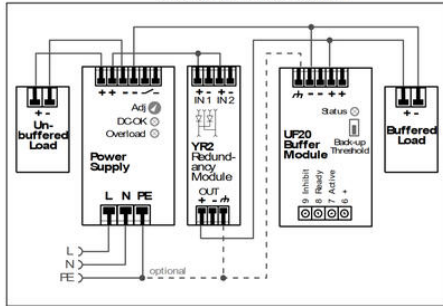 + -
Un-
buffered
Load
+ + - - -
Adj
DC-OK
Overload
Power
Supply
L N PE
+ - + -
IN 1 IN 2
YR2
Redund-
ancy
Module
OUT
+ -
- - + +
Status
UF20
Buffer
Module
Back-up
Threshold
9 Inhibit
8 Ready
7 Active
6 +
+ -
Buffered
Load
L
N
PE
optional